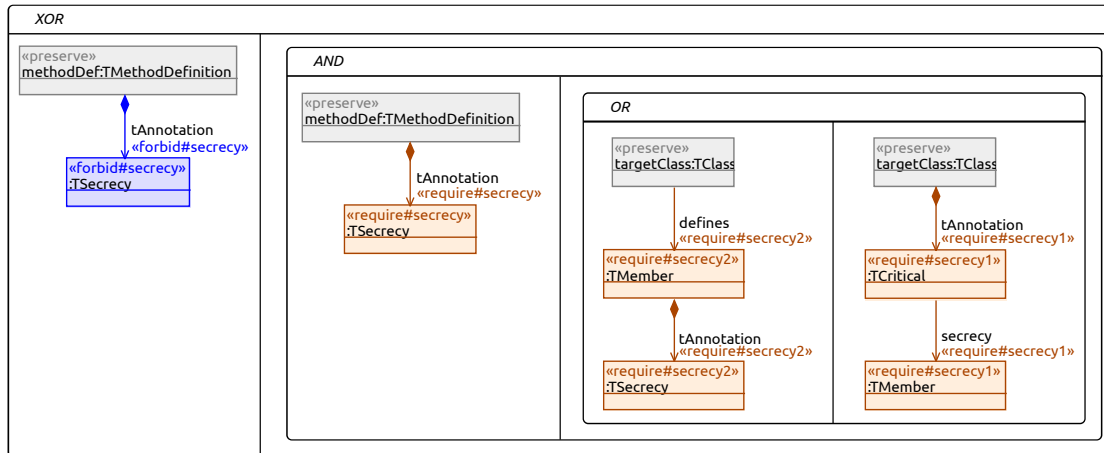 XOR
«preserve»
methodDef:TMethodDefinition
tAnnotation
«forbid#secrecy»
«forbid#secrecy»
:TSecrecy
AND
«preserve»
methodDef:TMethodDefinition
tAnnotation
«require#secrecy»
«require#secrecy»
:TSecrecy
OR
«preserve»
targetClass:TClass
defines
«require#secrecy2»
«require#secrecy2»
:TMember
tAnnotation
«require#secrecy2»
«require#secrecy2»
:TSecrecy
«preserve»
targetClass:TClass
tAnnotation
«require#secrecy1»
«require#secrecy1»
:TCritical
secrecy
«require#secrecy1»
«require#secrecy1»
:TMember